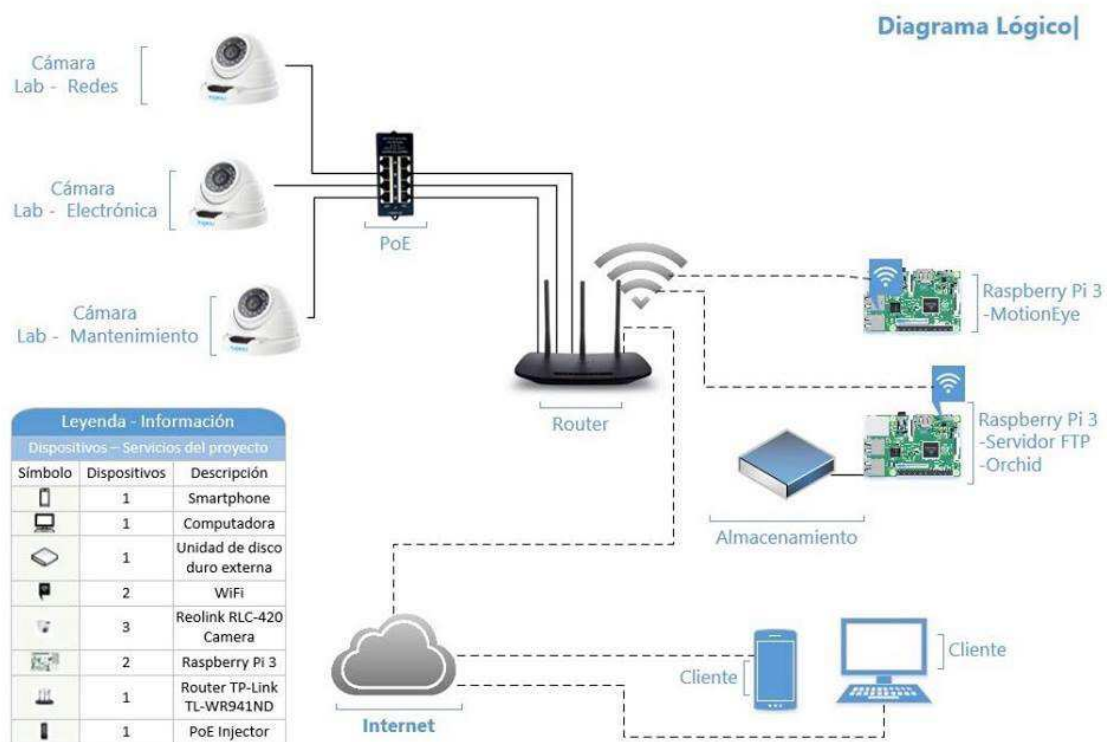 Diagrama Lógico|
Cámara
Lab - Redes
Cámara
Lab - Electrónica
Cámara
Lab - Mantenimiento
PoE
Router
Raspberry Pi 3
-MotionEye
Raspberry Pi 3
-Servidor FTP
-Orchid
Almacenamiento
Internet
Cliente
Cliente
Leyenda - Información
Dispositivos – Servicios del proyecto
Símbolo Dispositivos Descripción
1 Smartphone
1 Computadora
1 Unidad de disco
duro externa
2 WiFi
3 Reolink RLC-420
Camera
2 Raspberry Pi 3
1 Router TP-Link
TL-WR941ND
1 PoE Injector